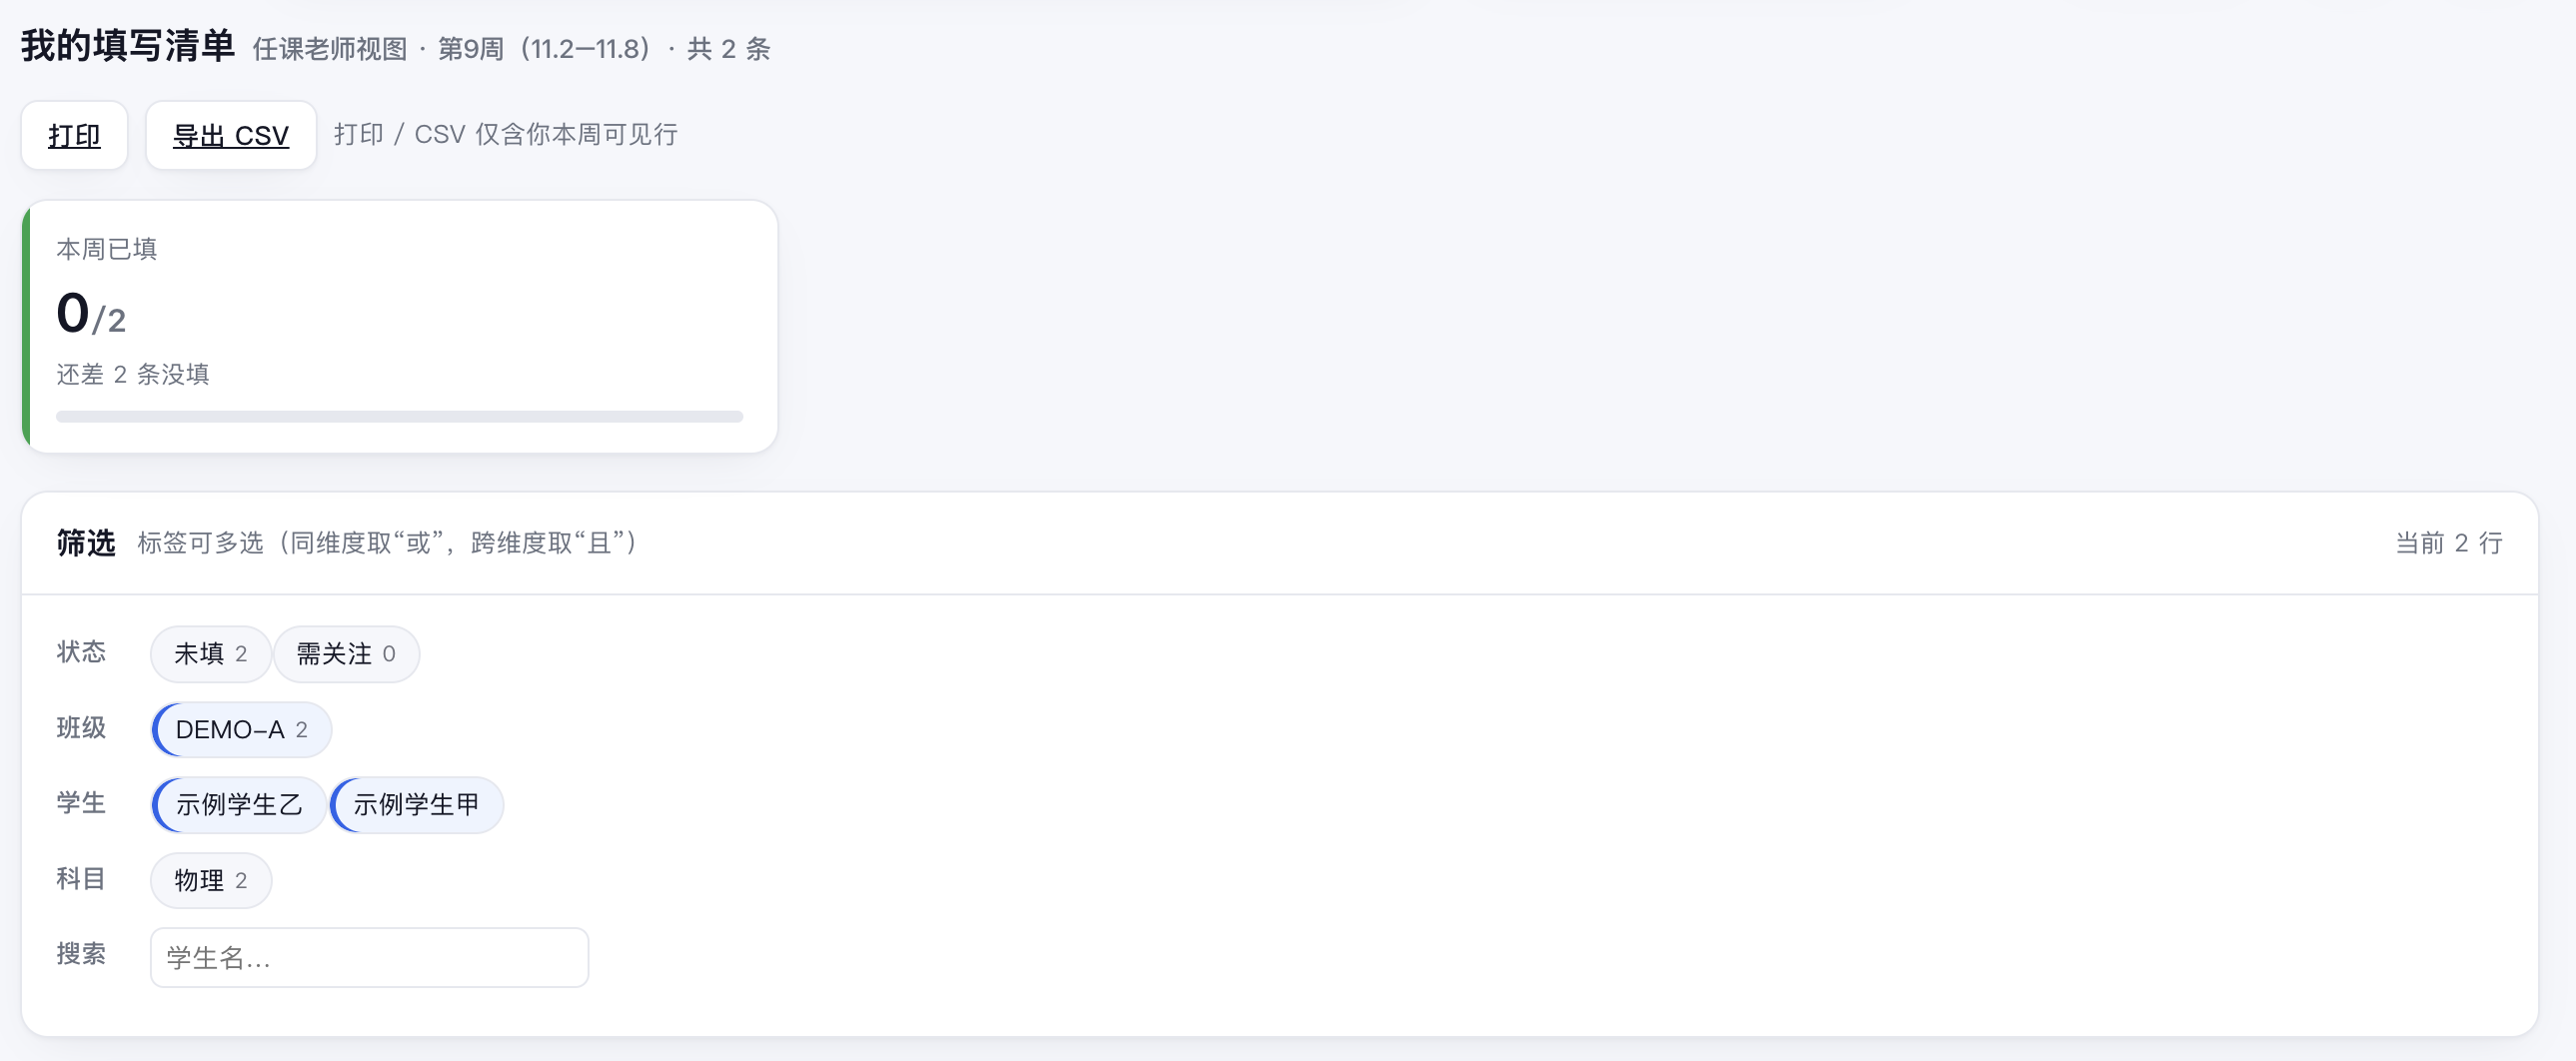 我的填写清单 任课老师视图 · 第9周（11.2–11.8） · 共 2 条
打印 导出 CSV 打印 / CSV 仅含你本周可见行
本周已填
0/2
还差 2 条没填
筛选 标签可多选（同维度取“或”，跨维度取“且”） 当前 2 行
状态 未填 2 需关注 0
班级 DEMO-A 2
学生 示例学生乙 示例学生甲
科目 物理 2
搜索 学生名...